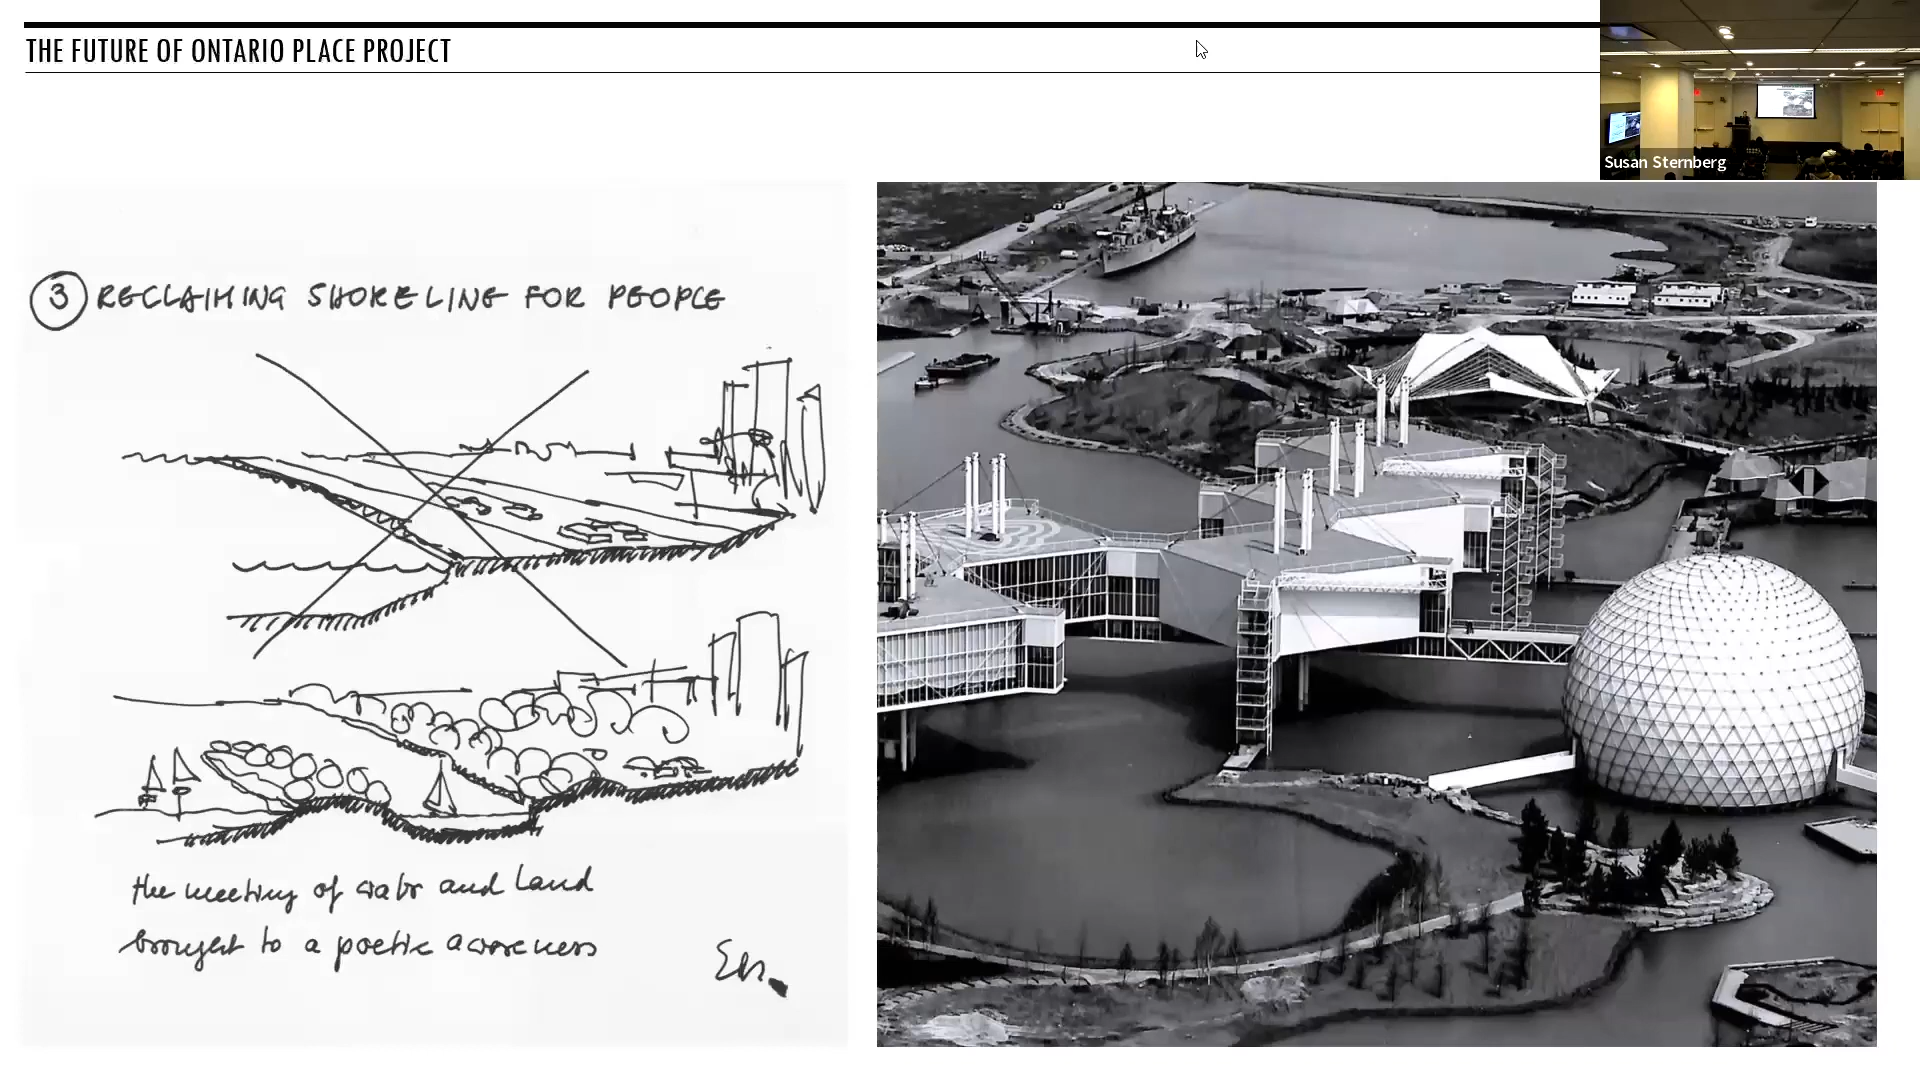 THE FUTURE OF ONTARIO PLACE PROJECT
Susan Sternberg
3 RECLAIMING SHORELINE FOR PEOPLE
the meeting of water and land
brought to a poetic awareness